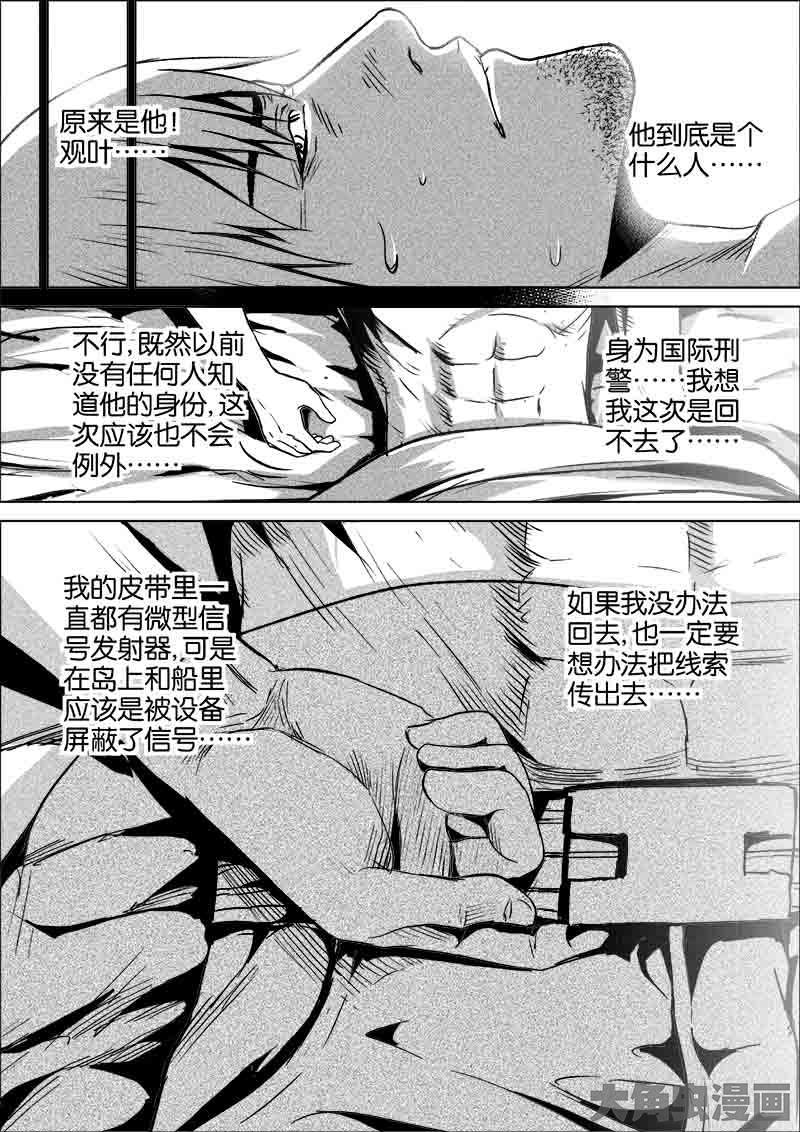 原来是他!
观叶……
他到底是个
什么人……
不行,既然以前
没有任何人知
道他的身份,这
次应该也不会
例外……
身为国际刑
警……我想
我这次是回
不去了……
我的皮带里一
直都有微型信
号发射器,可是
在岛上和船里
应该是被设备
屏蔽了信号……
如果我没办法
回去,也一定要
想办法把线索
传出去……
大角虫漫画